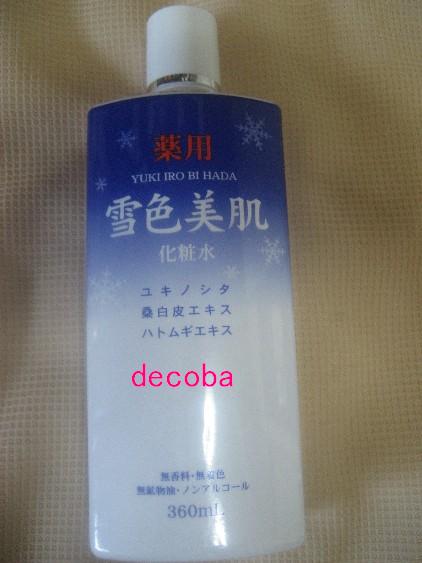 薬用
YUKI IRO BI HADA
雪色美肌
化粧水
ユキノシタ
桑白皮エキス
ハトムギエキス
decoba
無香料・無着色
無鉱物油・ノンアルコール
360mL